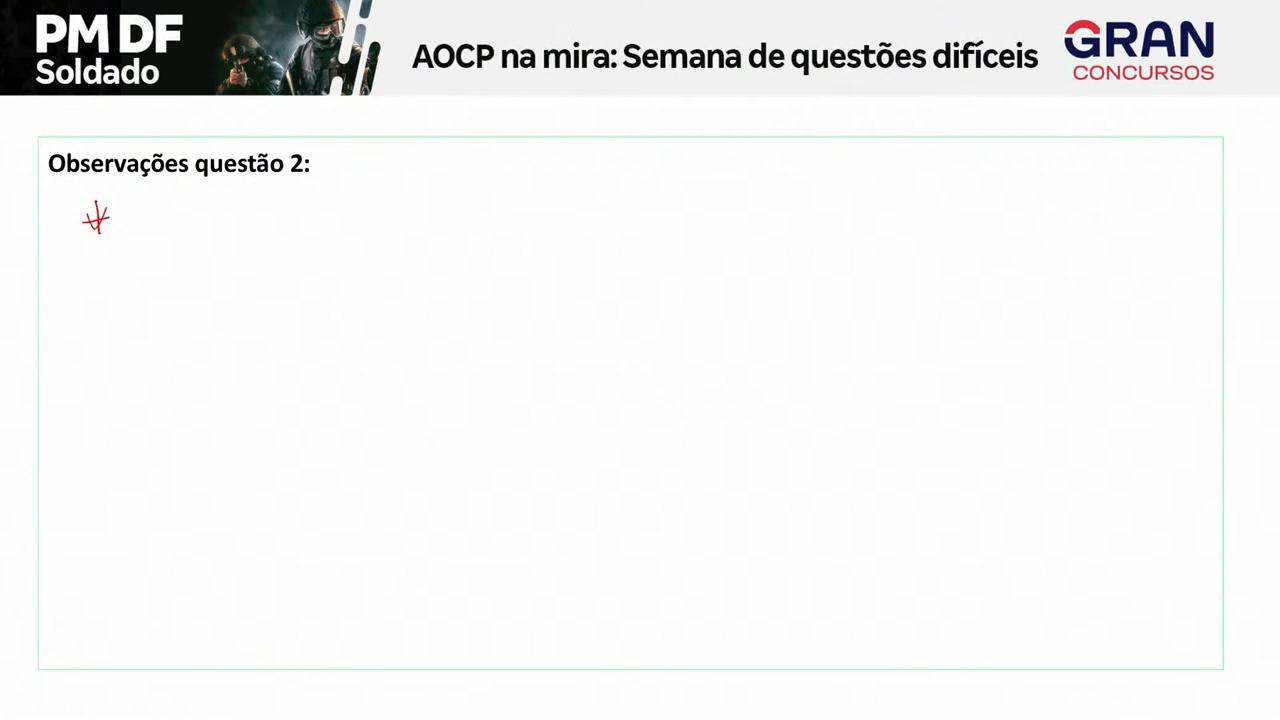 PM DF
Soldado
AOCP na mira: Semana de questões difíceis
GRAN
CONCURSOS
Observações questão 2: